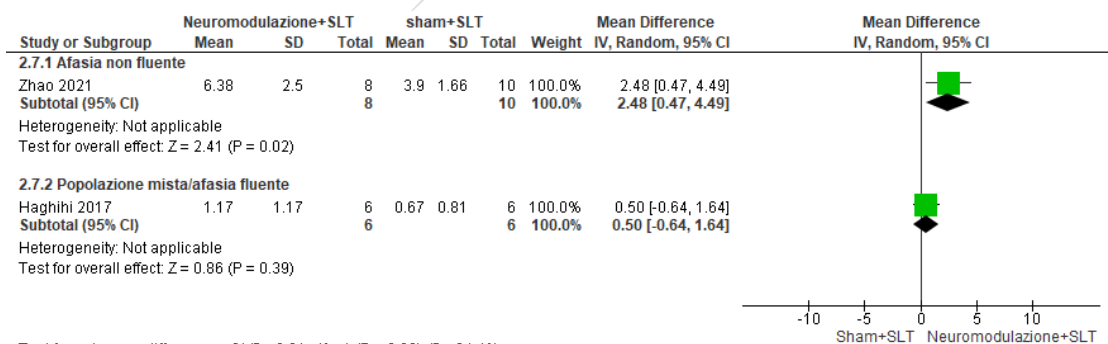 Neuromodulazione+SLT sham+SLT Mean Difference Mean Difference
Study or Subgroup Mean SD Total Mean SD Total Weight IV, Random, 95% CI IV, Random, 95% CI
2.7.1 Afasia non fluente
Zhao 2021 6.38 2.5 8 3.9 1.66 10 100.0% 2.48 [0.47, 4.49]
Subtotal (95% CI) 8 10 100.0% 2.48 [0.47, 4.49]
Heterogeneity: Not applicable
Test for overall effect: Z = 2.41 (P = 0.02)
2.7.2 Popolazione mista/afasia fluente
Haghihi 2017 1.17 1.17 6 0.67 0.81 6 100.0% 0.50 [-0.64, 1.64]
Subtotal (95% CI) 6 6 100.0% 0.50 [-0.64, 1.64]
Heterogeneity: Not applicable
Test for overall effect: Z = 0.86 (P = 0.39)
-10 -5 0 5 10
Sham+SLT Neuromodulazione+SLT